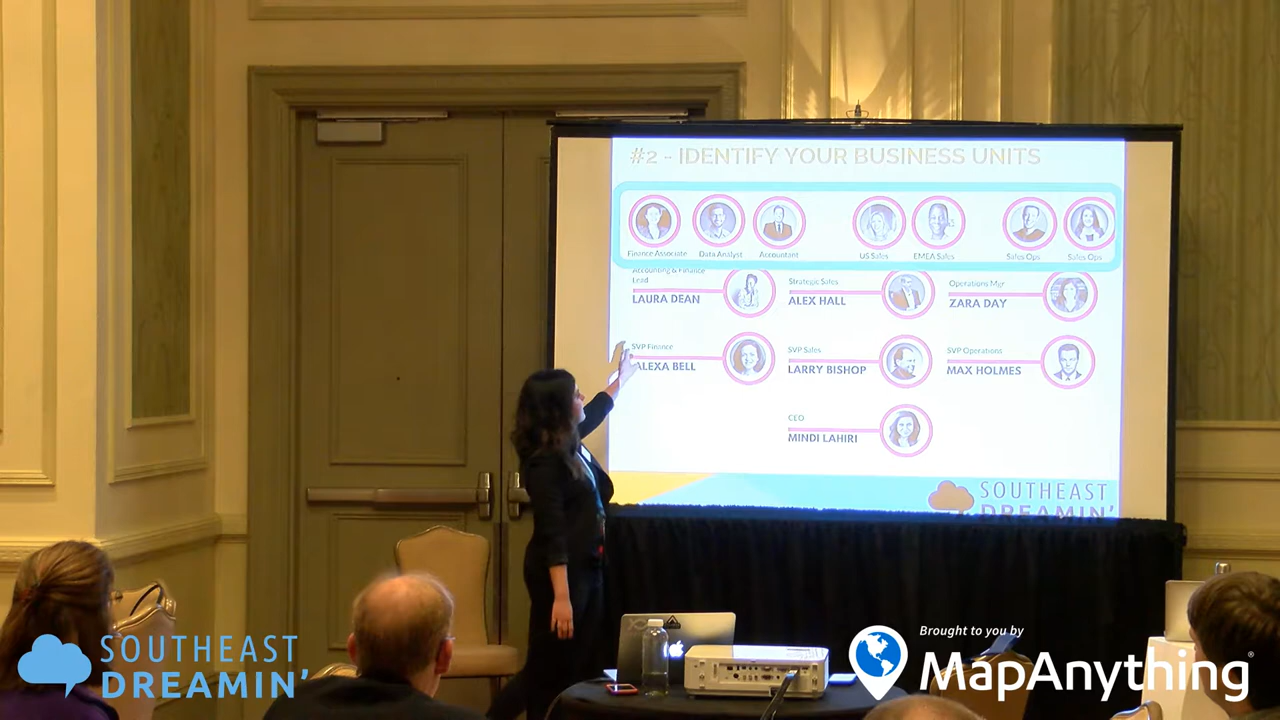 #2 - IDENTIFY YOUR BUSINESS UNITS
Finance Associate
Data Analyst
Accountant
US Sales
EMEA Sales
Sales Ops
Sales Ops
Accounting & Finance
Lead
LAURA DEAN
Strategic Sales
ALEX HALL
Operations Mgr
ZARA DAY
SVP Finance
ALEXA BELL
SVP Sales
LARRY BISHOP
SVP Operations
MAX HOLMES
CEO
MINDI LAHIRI
SOUTHEAST
DREAMIN'
SOUTHEAST
DREAMIN'
Brought to you by
MapAnything®